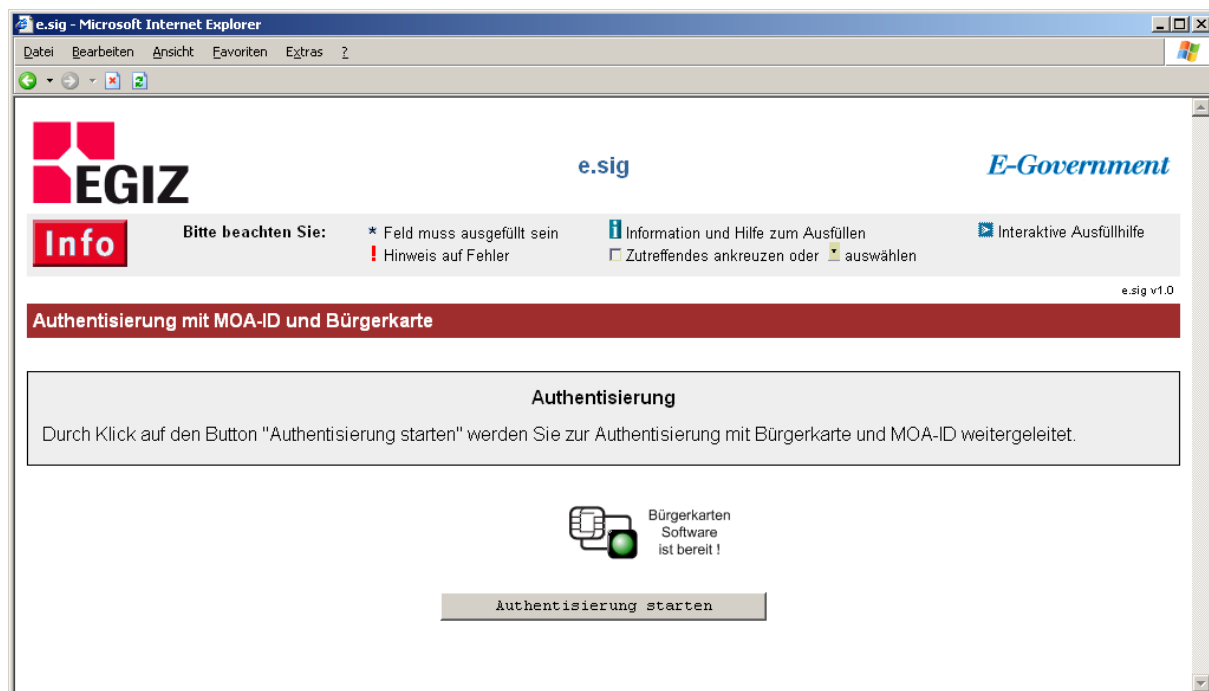 e.sig - Microsoft Internet Explorer
Datei Bearbeiten Ansicht Favoriten Extras ?
EGIZ
e.sig
E-Government
Info
Bitte beachten Sie:
* Feld muss ausgefüllt sein
! Hinweis auf Fehler
i Information und Hilfe zum Ausfüllen
Zutreffendes ankreuzen oder auswählen
Interaktive Ausfüllhilfe
e.sig v1.0
Authentisierung mit MOA-ID und Bürgerkarte
Authentisierung
Durch Klick auf den Button "Authentisierung starten" werden Sie zur Authentisierung mit Bürgerkarte und MOA-ID weitergeleitet.
Bürgerkarten
Software
ist bereit !
Authentisierung starten